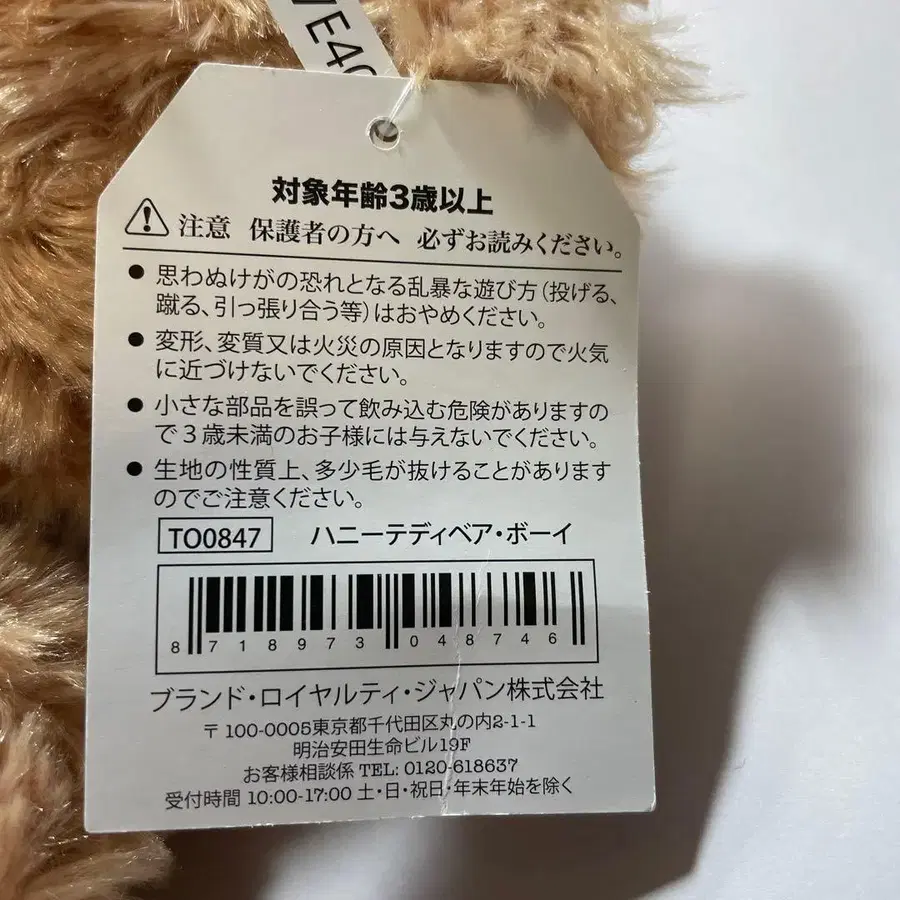 E4
対象年齢3歳以上
注意 保護者の方へ 必ずお読みください。
● 思わぬけがの恐れとなる乱暴な遊び方(投げる、
蹴る、引っ張り合う等)はおやめください。
● 変形、変質又は火災の原因となりますので火気
に近づけないでください。
● 小さな部品を誤って飲み込む危険がありますの
で3歳未満のお子様には与えないでください。
● 生地の性質上、多少毛が抜けることがあります
のでご注意ください。
TO0847 ハニーテディベア・ボーイ
8 718973 048746
ブランド・ロイヤルティ・ジャパン株式会社
〒100-0005東京都千代田区丸の内2-1-1
明治安田生命ビル19F
お客様相談係 TEL: 0120-618637
受付時間 10:00-17:00 土・日・祝日・年末年始を除く